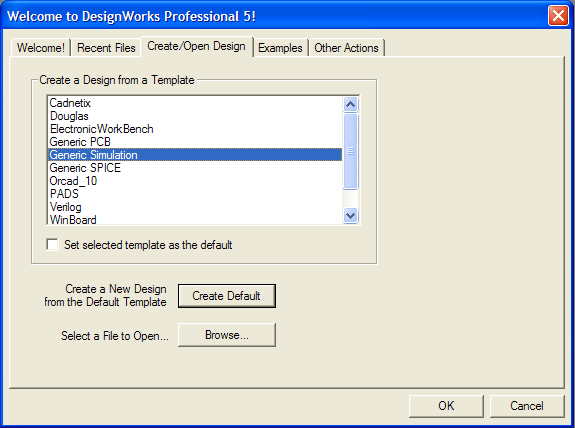 Welcome to DesignWorks Professional 5!
Welcome! Recent Files Create/Open Design Examples Other Actions
Create a Design from a Template
Cadnetix
Douglas
ElectronicWorkBench
Generic PCB
Generic Simulation
Generic SPICE
Orcad_10
PADS
Verilog
WinBoard
Set selected template as the default
Create a New Design
from the Default Template
Create Default
Select a File to Open...
Browse...
OK Cancel